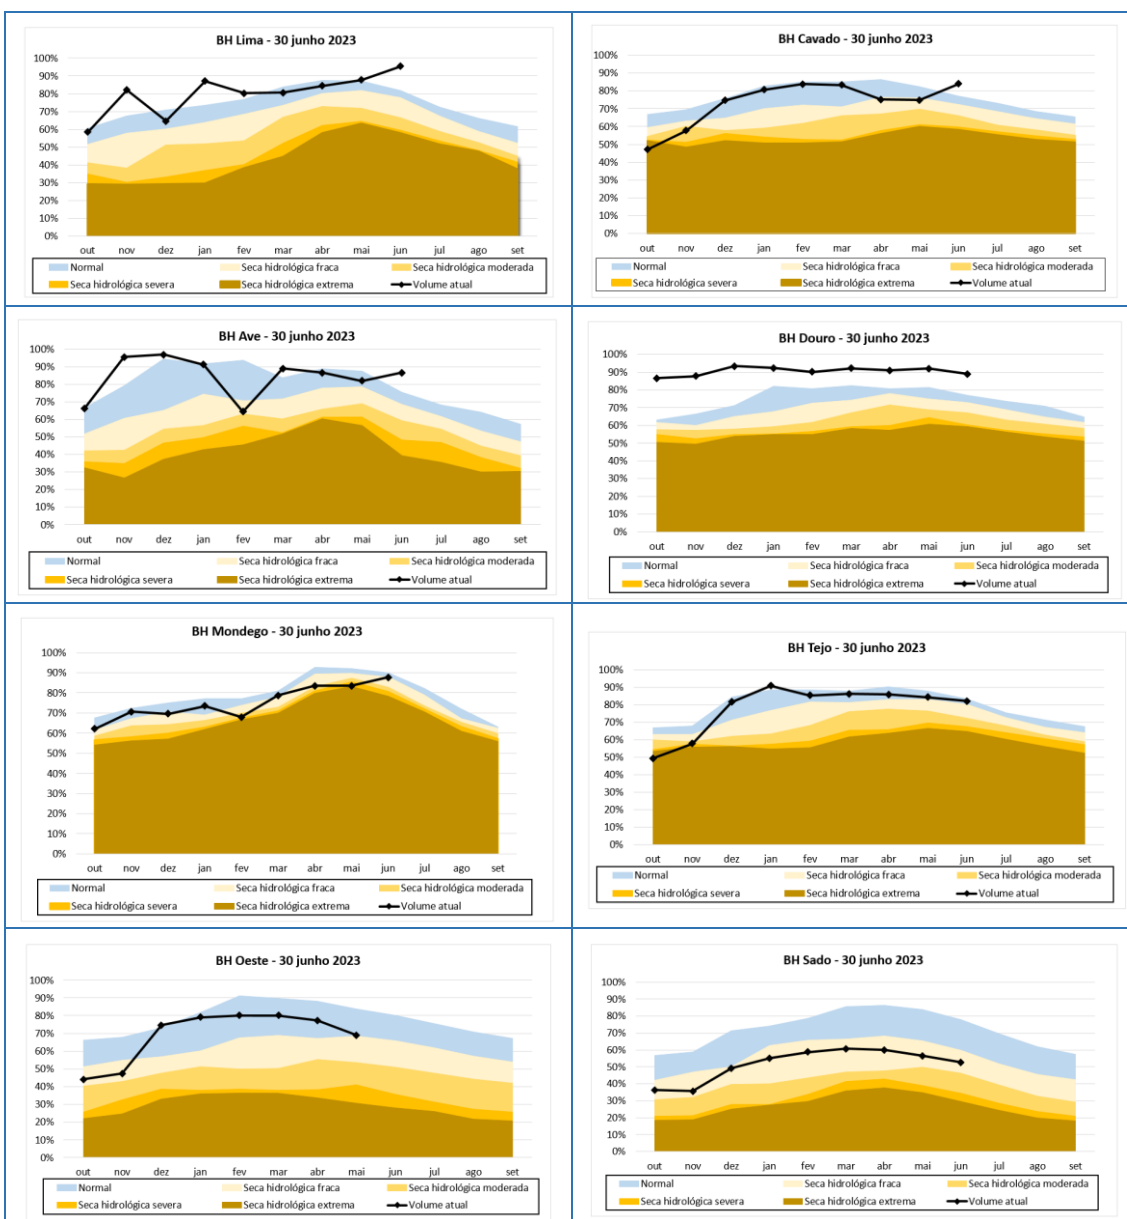 BH Lima - 30 junho 2023
100%
90%
80%
70%
60%
50%
40%
30%
20%
10%
0%
out nov dez jan fev mar abr mai jun jul ago set
Normal Seca hidrológica fraca Seca hidrológica moderada
Seca hidrológica severa Seca hidrológica extrema Volume atual
BH Cavado - 30 junho 2023
100%
90%
80%
70%
60%
50%
40%
30%
20%
10%
0%
out nov dez jan fev mar abr mai jun jul ago set
Normal Seca hidrológica fraca Seca hidrológica moderada
Seca hidrológica severa Seca hidrológica extrema Volume atual
BH Ave - 30 junho 2023
100%
90%
80%
70%
60%
50%
40%
30%
20%
10%
0%
out nov dez jan fev mar abr mai jun jul ago set
Normal Seca hidrológica fraca Seca hidrológica moderada
Seca hidrológica severa Seca hidrológica extrema Volume atual
BH Douro - 30 junho 2023
100%
90%
80%
70%
60%
50%
40%
30%
20%
10%
0%
out nov dez jan fev mar abr mai jun jul ago set
Normal Seca hidrológica fraca Seca hidrológica moderada
Seca hidrológica severa Seca hidrológica extrema Volume atual
BH Mondego - 30 junho 2023
100%
90%
80%
70%
60%
50%
40%
30%
20%
10%
0%
out nov dez jan fev mar abr mai jun jul ago set
Normal Seca hidrológica fraca Seca hidrológica moderada
Seca hidrológica severa Seca hidrológica extrema Volume atual
BH Tejo - 30 junho 2023
100%
90%
80%
70%
60%
50%
40%
30%
20%
10%
0%
out nov dez jan fev mar abr mai jun jul ago set
Normal Seca hidrológica fraca Seca hidrológica moderada
Seca hidrológica severa Seca hidrológica extrema Volume atual
BH Oeste - 30 junho 2023
100%
90%
80%
70%
60%
50%
40%
30%
20%
10%
0%
out nov dez jan fev mar abr mai jun jul ago set
Normal Seca hidrológica fraca Seca hidrológica moderada
Seca hidrológica severa Seca hidrológica extrema Volume atual
BH Sado - 30 junho 2023
100%
90%
80%
70%
60%
50%
40%
30%
20%
10%
0%
out nov dez jan fev mar abr mai jun jul ago set
Normal Seca hidrológica fraca Seca hidrológica moderada
Seca hidrológica severa Seca hidrológica extrema Volume atual